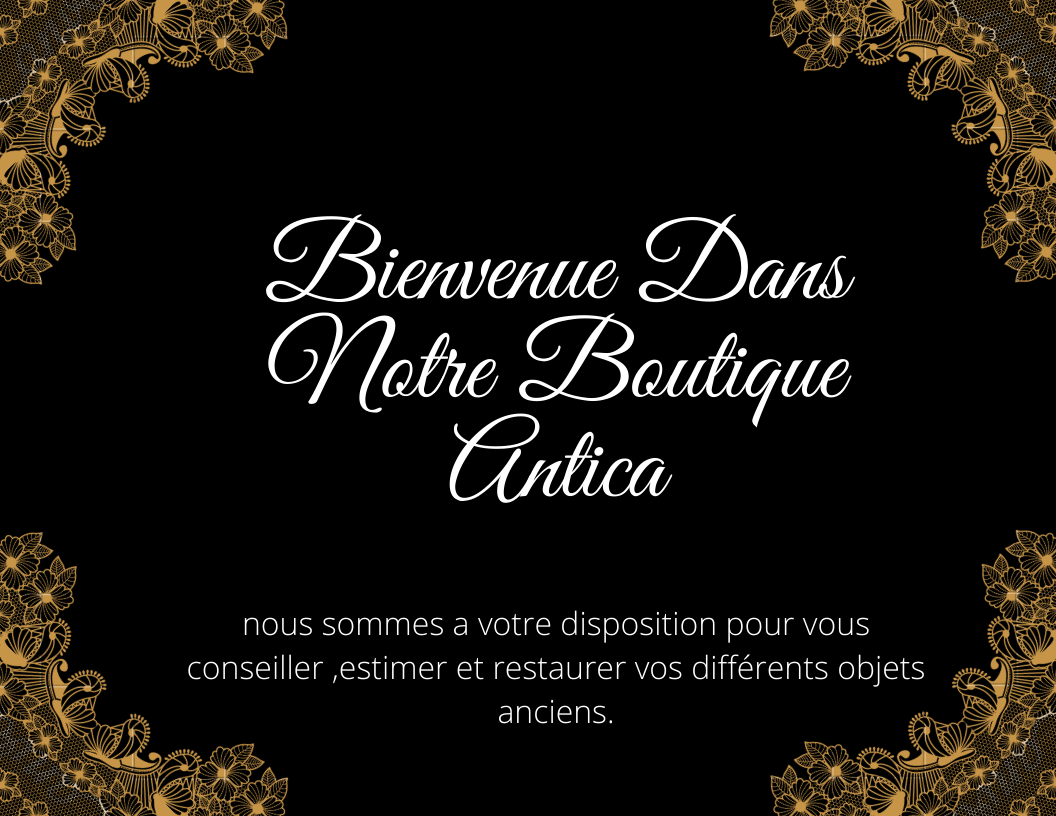 Bienvenue Dans
Notre Boutique
Antica
nous sommes a votre disposition pour vous
conseiller ,estimer et restaurer vos différents objets
anciens.